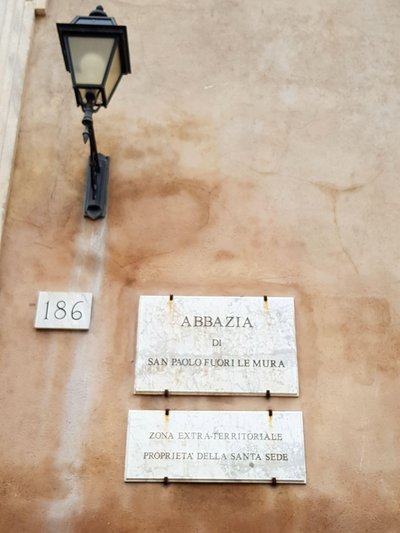 186
ABBAZIA
DI
SAN PAOLO FUORI LE MURA
ZONA EXTRA-TERRITORIALE
PROPRIETA' DELLA SANTA SEDE